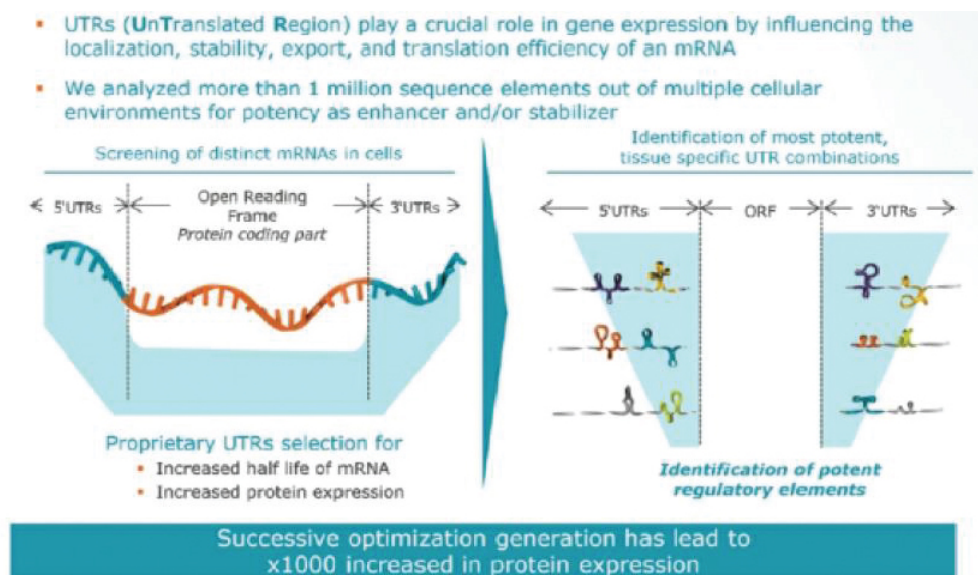 ▪ UTRs (UnTranslated Region) play a crucial role in gene expression by influencing the
localization, stability, export, and translation efficiency of an mRNA
▪ We analyzed more than 1 million sequence elements out of multiple cellular
environments for potency as enhancer and/or stabilizer
Screening of distinct mRNAs in cells
5'UTRs
Open Reading
Frame
Protein coding part
3'UTRs
Proprietary UTRs selection for
▪ Increased half life of mRNA
▪ Increased protein expression
Identification of most ptotent,
tissue specific UTR combinations
5'UTRs
ORF
3'UTRs
Identification of potent
regulatory elements
Successive optimization generation has lead to
x1000 increased in protein expression